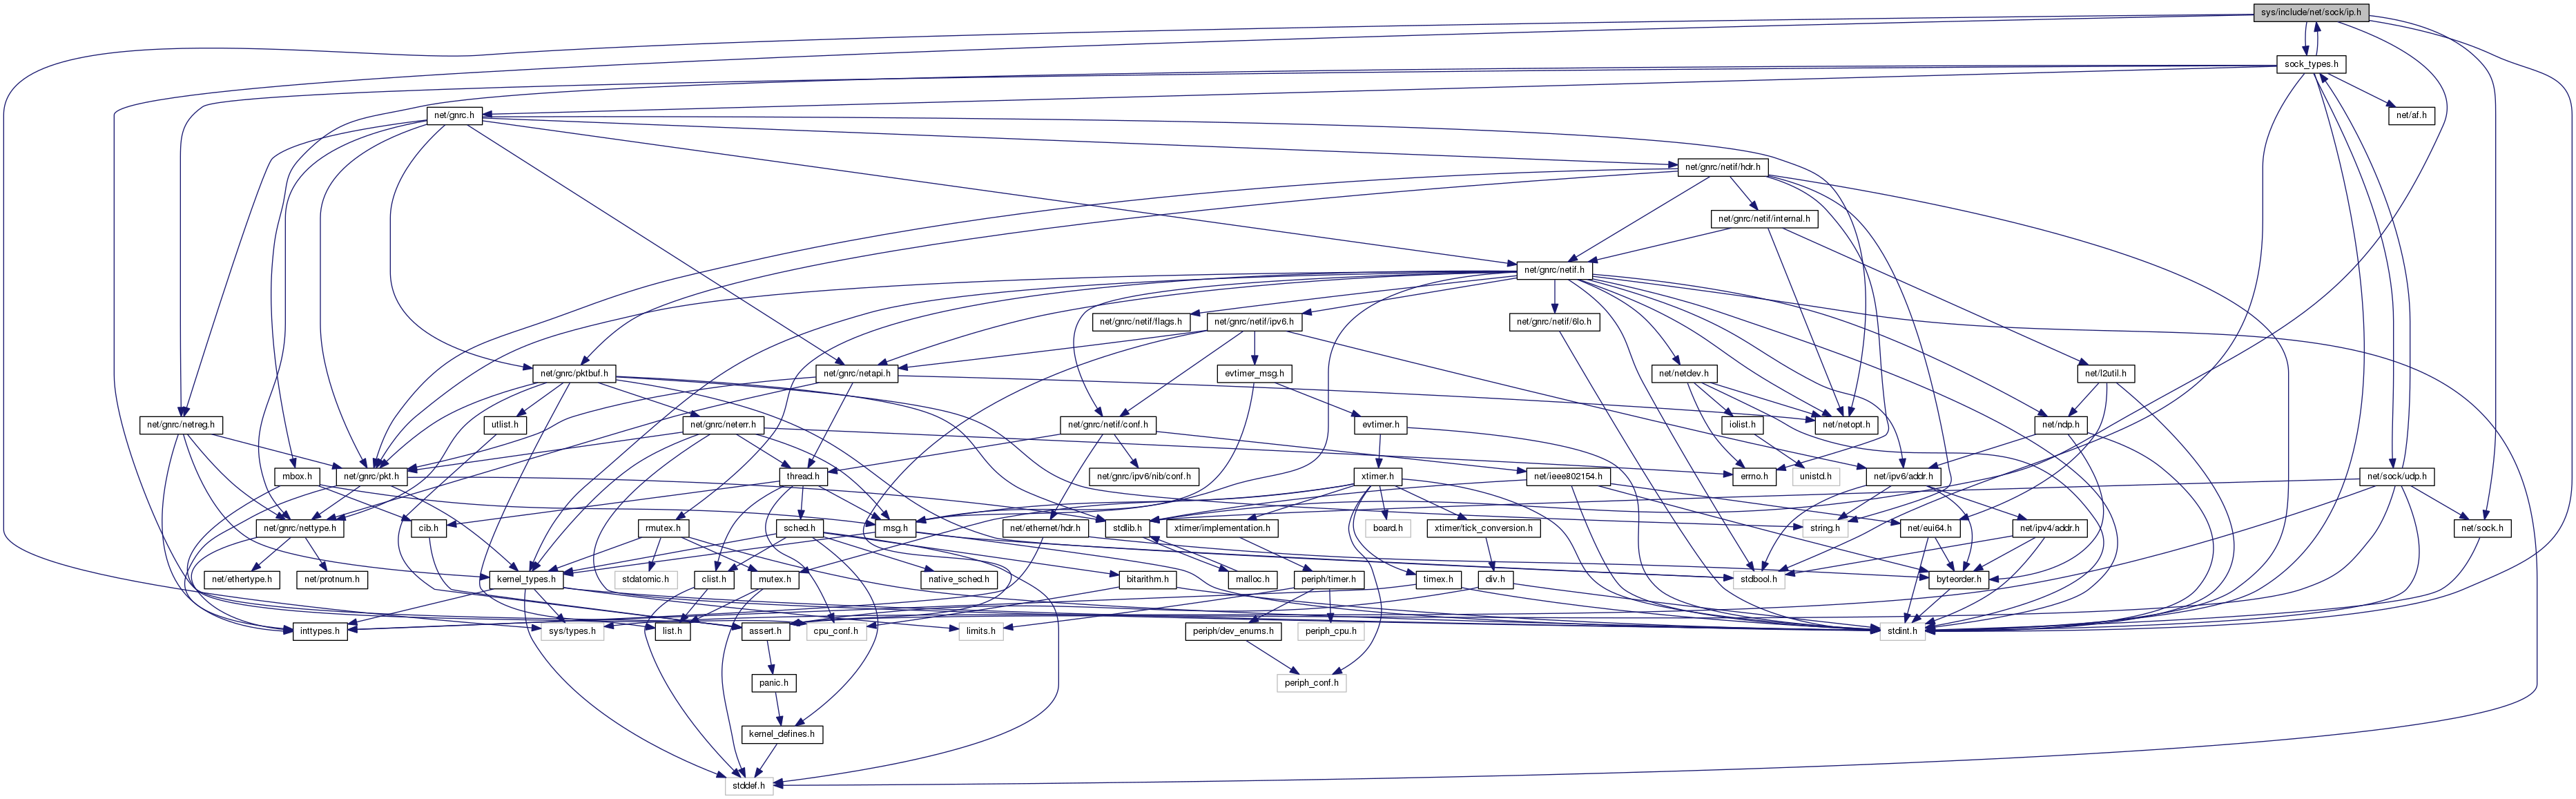 sys/include/net/sock/ip.h
sock_types.h
net/gnrc.h
net/af.h
net/gnrc/netif/hdr.h
net/gnrc/netif/internal.h
net/gnrc/netif.h
net/gnrc/netif/flags.h
net/gnrc/netif/ipv6.h
net/gnrc/netif/6lo.h
net/gnrc/pktbuf.h
net/gnrc/netapi.h
evtimer_msg.h
net/netdev.h
net/l2util.h
net/gnrc/netreg.h
utlist.h
net/gnrc/neterr.h
net/gnrc/netif/conf.h
evtimer.h
iolist.h
net/netopt.h
net/ndp.h
mbox.h
net/gnrc/pkt.h
thread.h
net/gnrc/ipv6/nib/conf.h
xtimer.h
net/ieee802154.h
errno.h
unistd.h
net/ipv6/addr.h
net/sock/udp.h
net/gnrc/nettype.h
cib.h
rmutex.h
sched.h
msg.h
net/ethernet/hdr.h
stdlib.h
xtimer/implementation.h
board.h
xtimer/tick_conversion.h
string.h
net/eui64.h
net/ipv4/addr.h
net/sock.h
net/ethertype.h
net/protnum.h
kernel_types.h
stdatomic.h
clist.h
mutex.h
native_sched.h
bitarithm.h
malloc.h
periph/timer.h
timex.h
div.h
stdbool.h
byteorder.h
inttypes.h
sys/types.h
list.h
assert.h
cpu_conf.h
limits.h
periph/dev_enums.h
periph_cpu.h
stdint.h
panic.h
periph_conf.h
kernel_defines.h
stddef.h